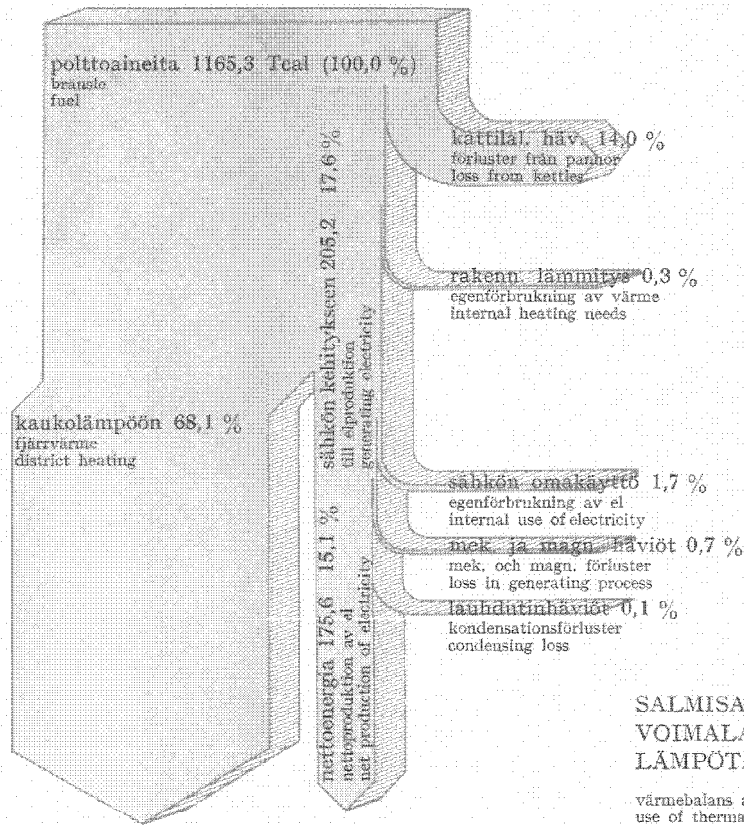 polttoaineita 1165,3 Tcal (100,0 %)
bränsle
fuel
kattilal. häv. 14,0 %
förluster från pannor
loss from kettles
sähkön kehitykseen 205,2 17,6 %
till elproduktion
generating electricity
rakenn. lämmitys 0,3 %
egenförbrukning av värme
internal heating needs
kaukolämpöön 68,1 %
fjärrvärme
district heating
sähkön omakäyttö 1,7 %
egenförbrukning av el
internal use of electricity
mek. ja magn. häviöt 0,7 %
mek. och magn. förluster
loss in generating process
lauhdutinhäviöt 0,1 %
kondensationsförluster
condensing loss
nettoenergia 175,6 15,1 %
nettoproduktion av el
net production of electricity
SALMISA
VOIMALA
LÄMPÖTA
värmebalans a
use of therma